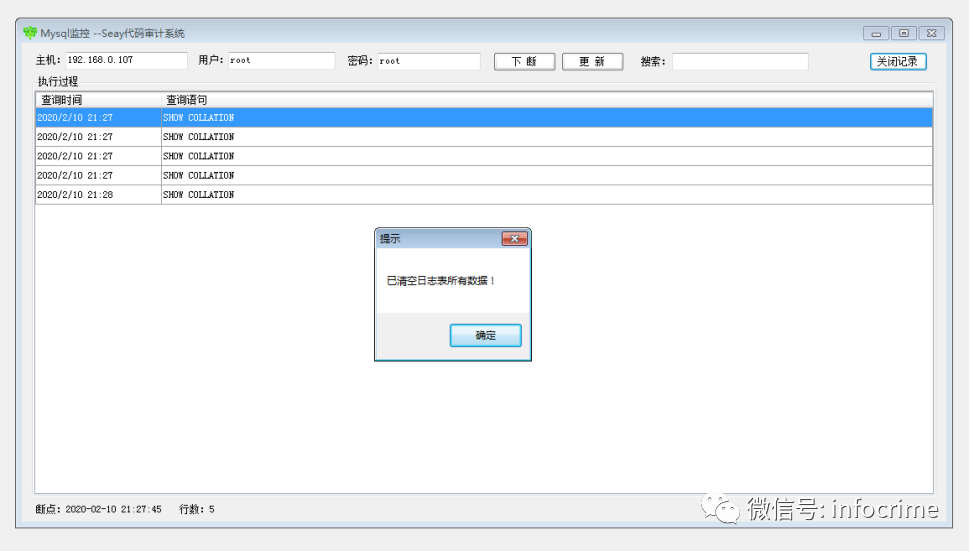 Mysql监控 --Seay代码审计系统
主机: 192.168.0.107 用户: root 密码: root 下 断 更 新 搜索: 关闭记录
执行过程
查询时间 查询语句
2020/2/10 21:27 SHOW COLLATION
2020/2/10 21:27 SHOW COLLATION
2020/2/10 21:27 SHOW COLLATION
2020/2/10 21:27 SHOW COLLATION
2020/2/10 21:28 SHOW COLLATION
提示
已清空日志表所有数据！
确定
断点: 2020-02-10 21:27:45 行数: 5
微信号: infocrime